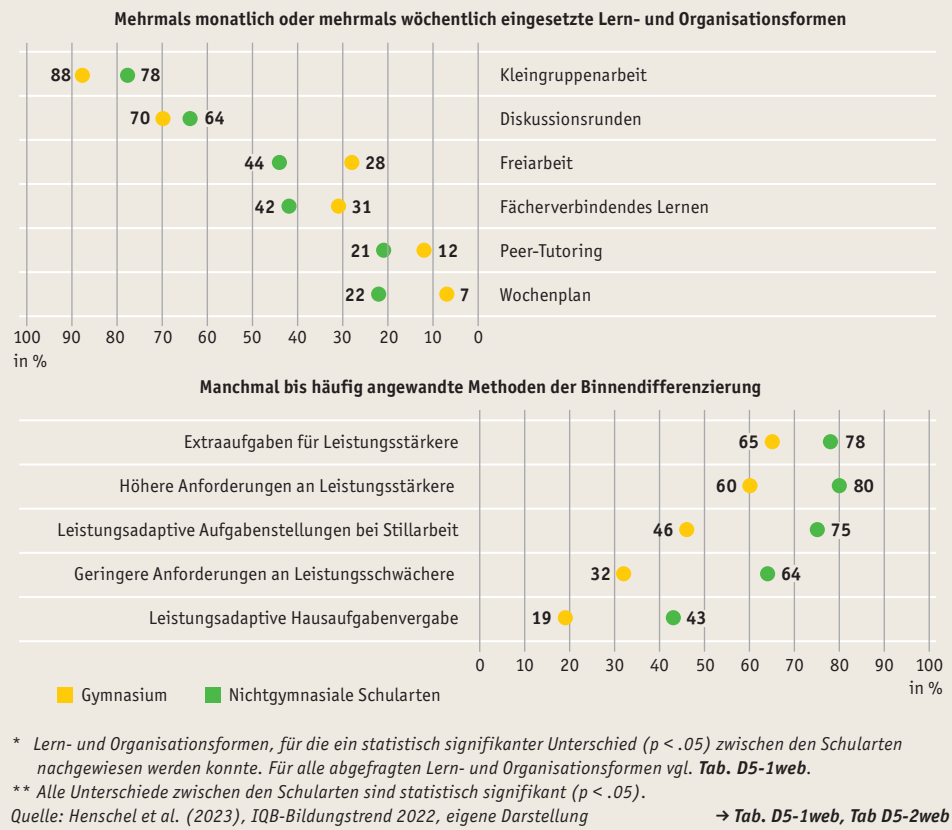 Mehrmals monatlich oder mehrmals wöchentlich eingesetzte Lern- und Organisationsformen
88 78 Kleingruppenarbeit
70 64 Diskussionsrunden
44 28 Freiarbeit
42 31 Fächerverbindendes Lernen
21 12 Peer-Tutoring
22 7 Wochenplan
100 90 80 70 60 50 40 30 20 10 0
in %
Manchmal bis häufig angewandte Methoden der Binnendifferenzierung
Extraaufgaben für Leistungsstärkere 65 78
Höhere Anforderungen an Leistungsstärkere 60 80
Leistungsadaptive Aufgabenstellungen bei Stillarbeit 46 75
Geringere Anforderungen an Leistungsschwächere 32 64
Leistungsadaptive Hausaufgabenvergabe 19 43
0 10 20 30 40 50 60 70 80 90 100
in %
Gymnasium Nichtgymnasiale Schularten
* Lern- und Organisationsformen, für die ein statistisch signifikanter Unterschied (p < .05) zwischen den Schularten
nachgewiesen werden konnte. Für alle abgefragten Lern- und Organisationsformen vgl. Tab. D5-1web.
** Alle Unterschiede zwischen den Schularten sind statistisch signifikant (p < .05).
Quelle: Henschel et al. (2023), IQB-Bildungstrend 2022, eigene Darstellung → Tab. D5-1web, Tab D5-2web